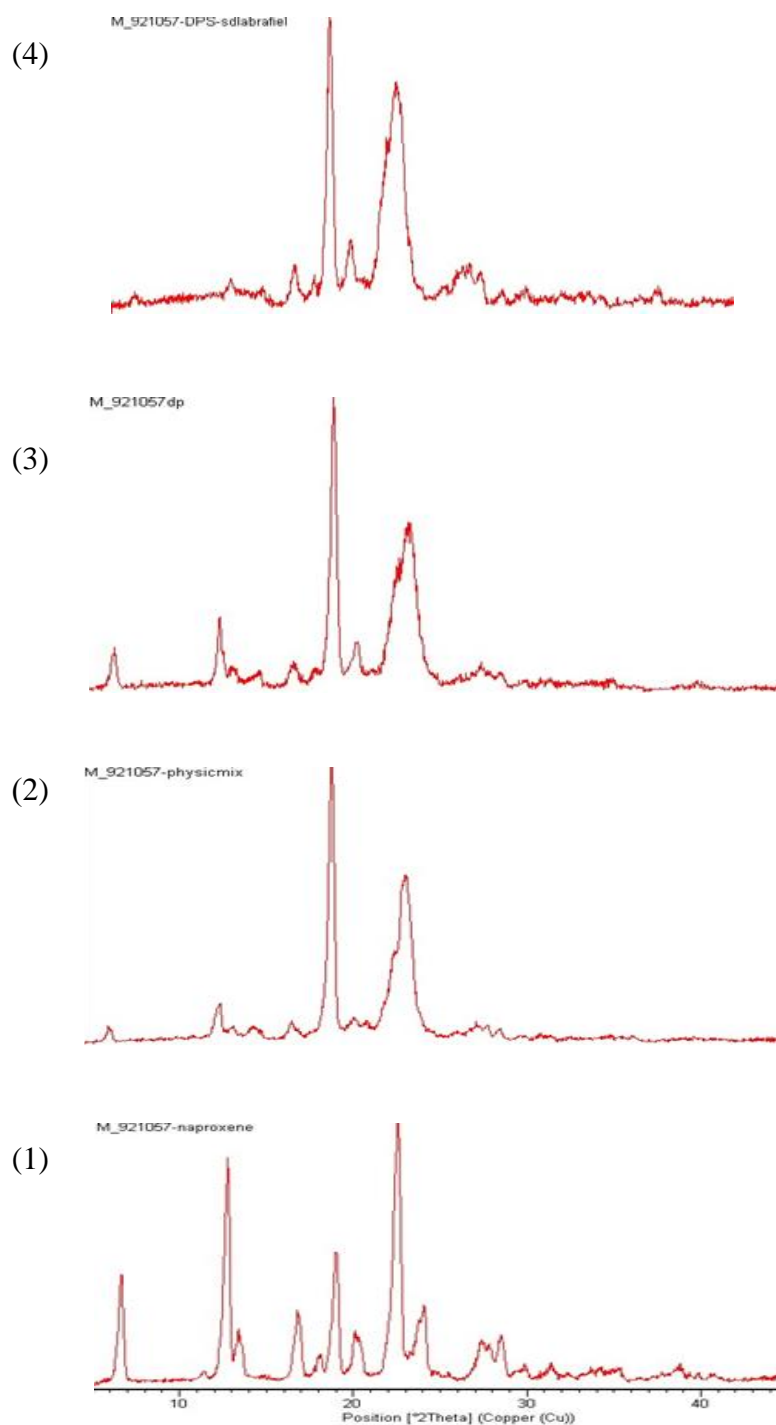 M_921057-DPS-sdlabrafiel
(4)
M_921057dp
(3)
M_921057-physicmix
(2)
M_921057-naproxene
(1)
10 20 30 40
Position [°2Theta] (Copper (Cu))